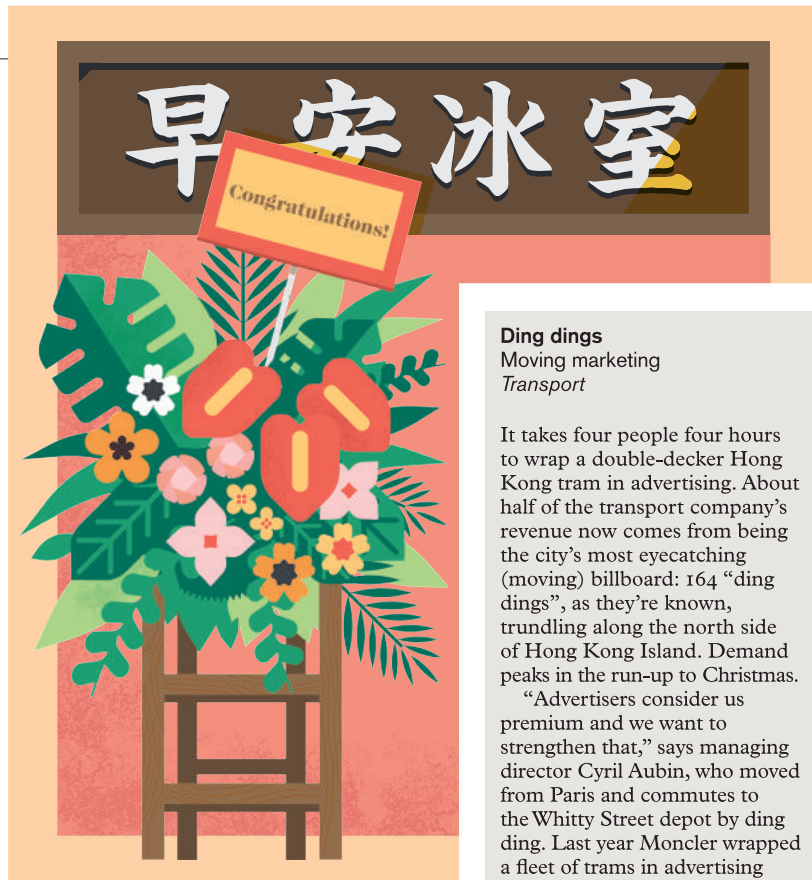 早安冰室
Congratulations!
Ding dings
Moving marketing
Transport
It takes four people four hours
to wrap a double-decker Hong
Kong tram in advertising. About
half of the transport company’s
revenue now comes from being
the city’s most eyecatching
(moving) billboard: 164 “ding
dings”, as they’re known,
trundling along the north side
of Hong Kong Island. Demand
peaks in the run-up to Christmas.
“Advertisers consider us
premium and we want to
strengthen that,” says managing
director Cyril Aubin, who moved
from Paris and commutes to
the Whitty Street depot by ding
ding. Last year Moncler wrapped
a fleet of trams in advertising